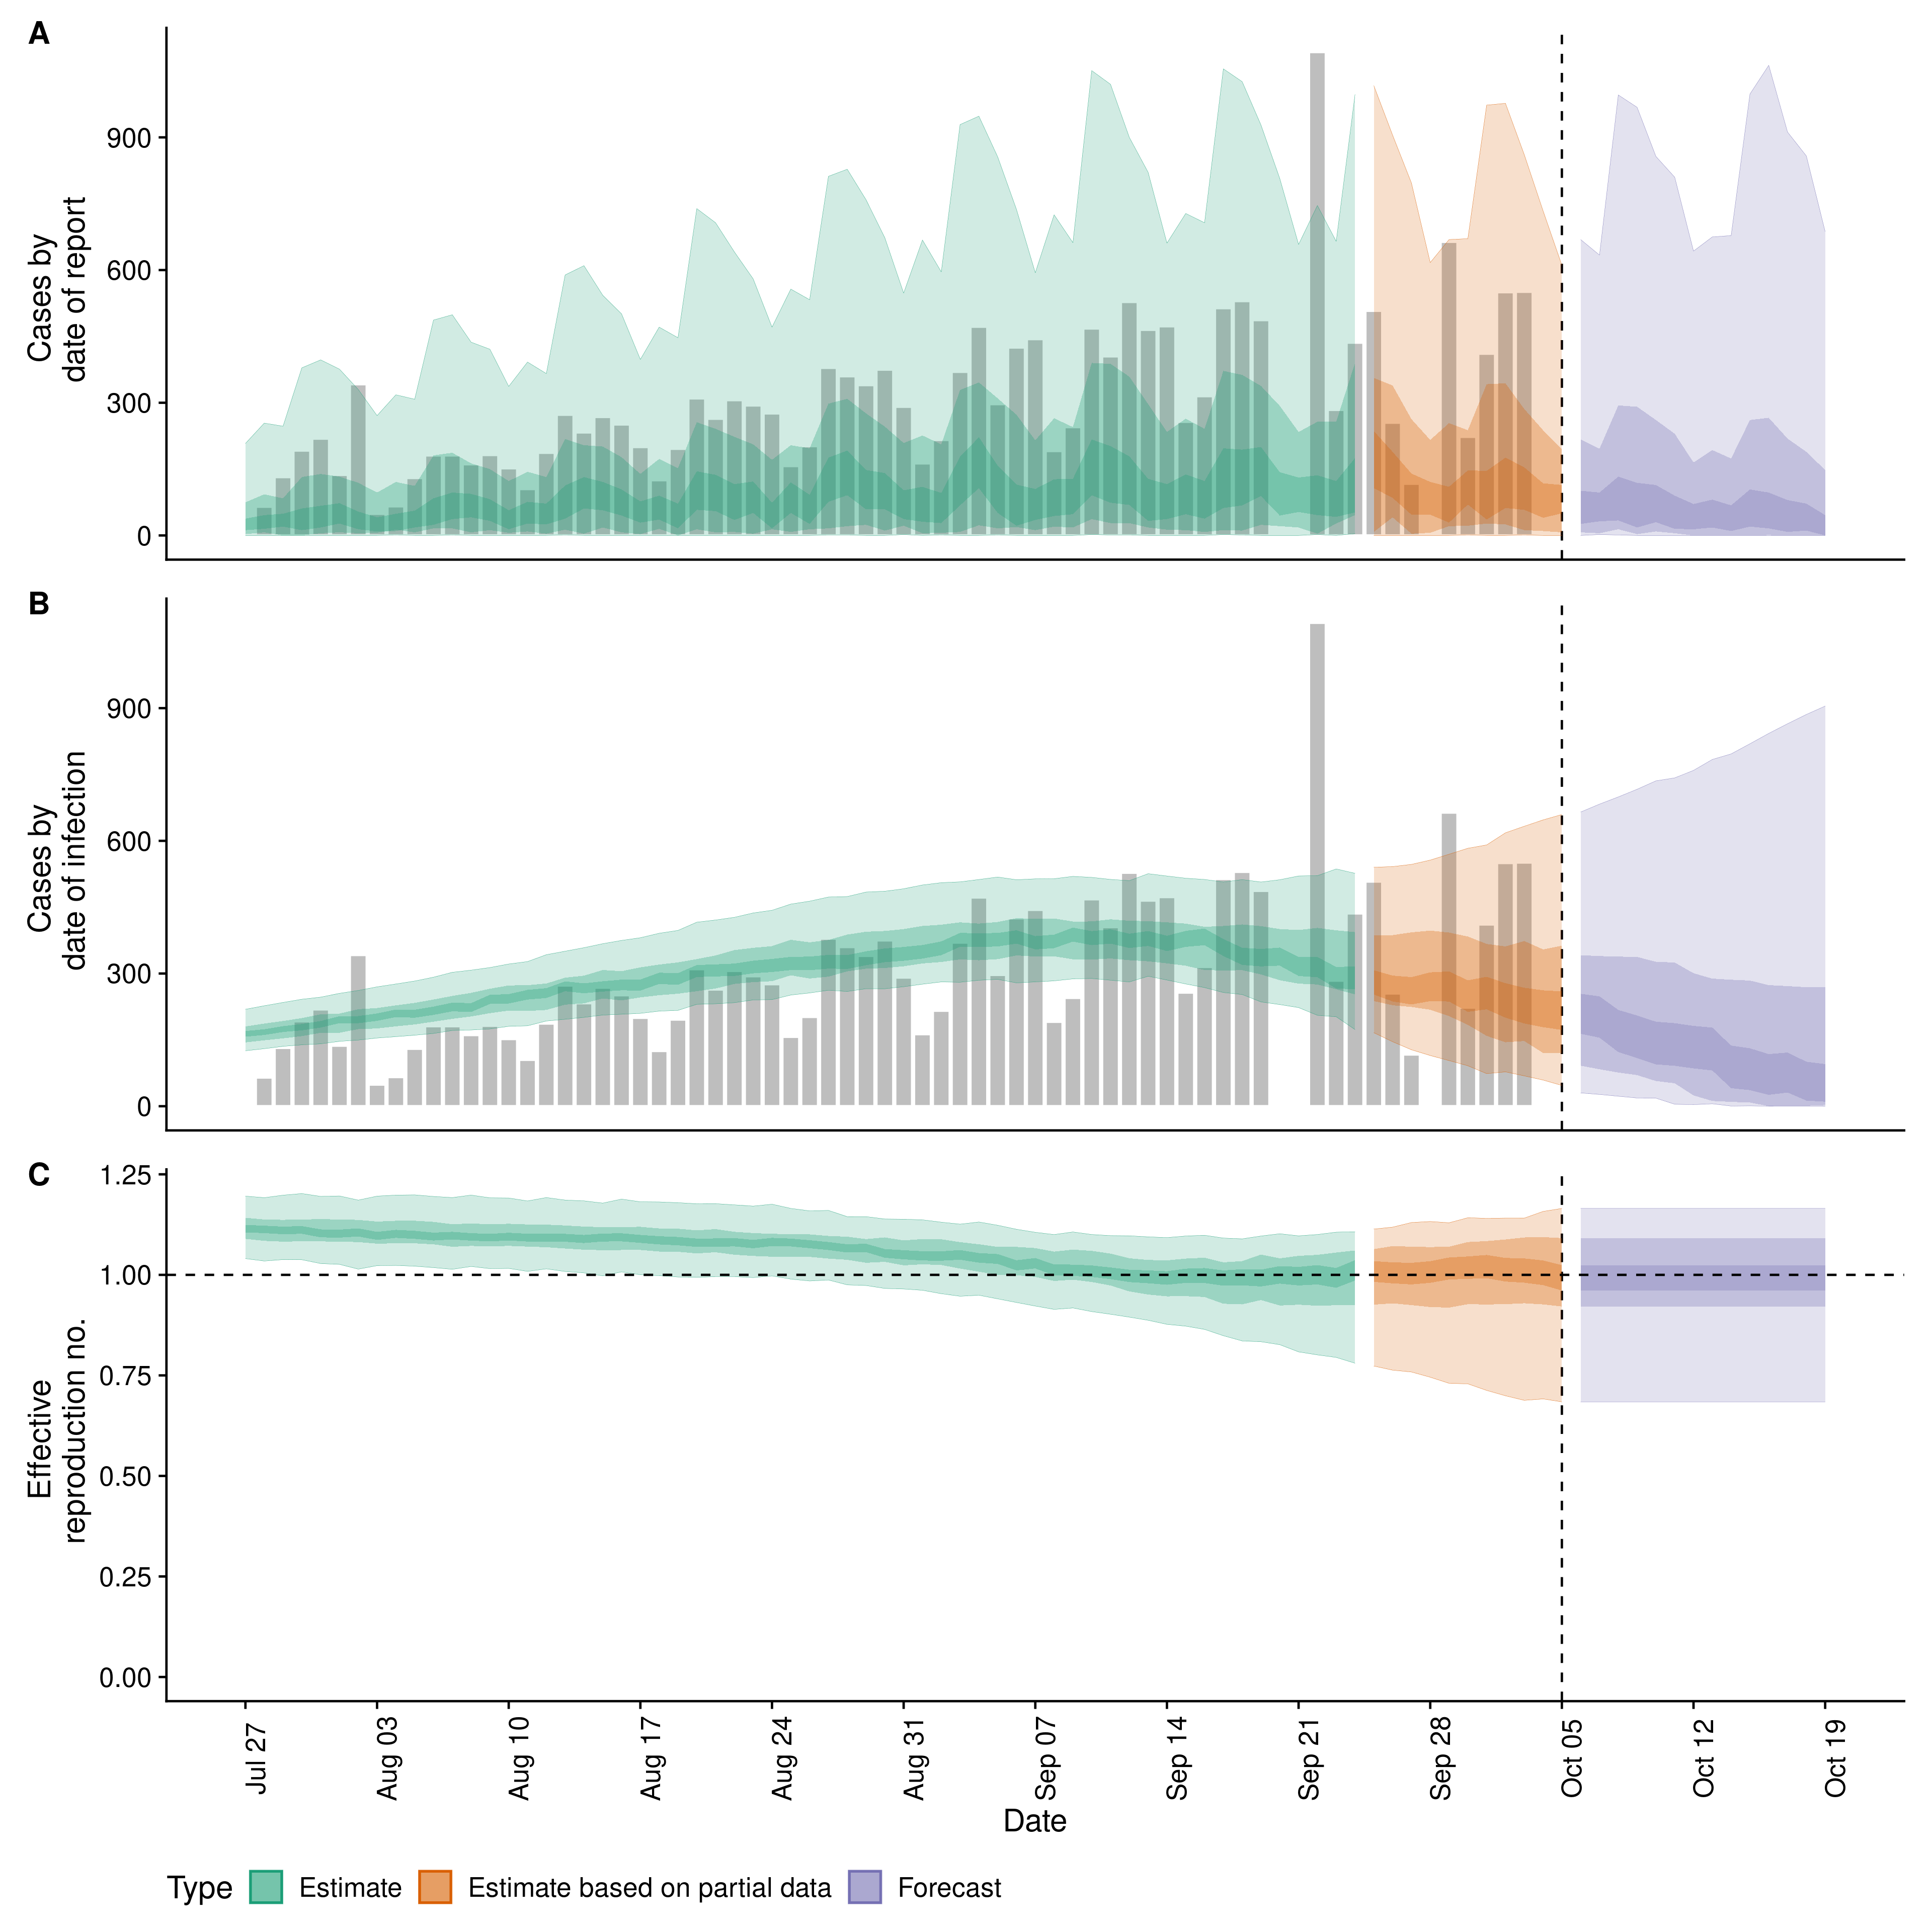 A
Cases by
date of report
900
600
300
0
B
Cases by
date of infection
900
600
300
0
C
Effective
reproduction no.
1.25
1.00
0.75
0.50
0.25
0.00
Jul 27
Aug 03
Aug 10
Aug 17
Aug 24
Aug 31
Sep 07
Sep 14
Sep 21
Sep 28
Oct 05
Oct 12
Oct 19
Date
Type Estimate Estimate based on partial data Forecast